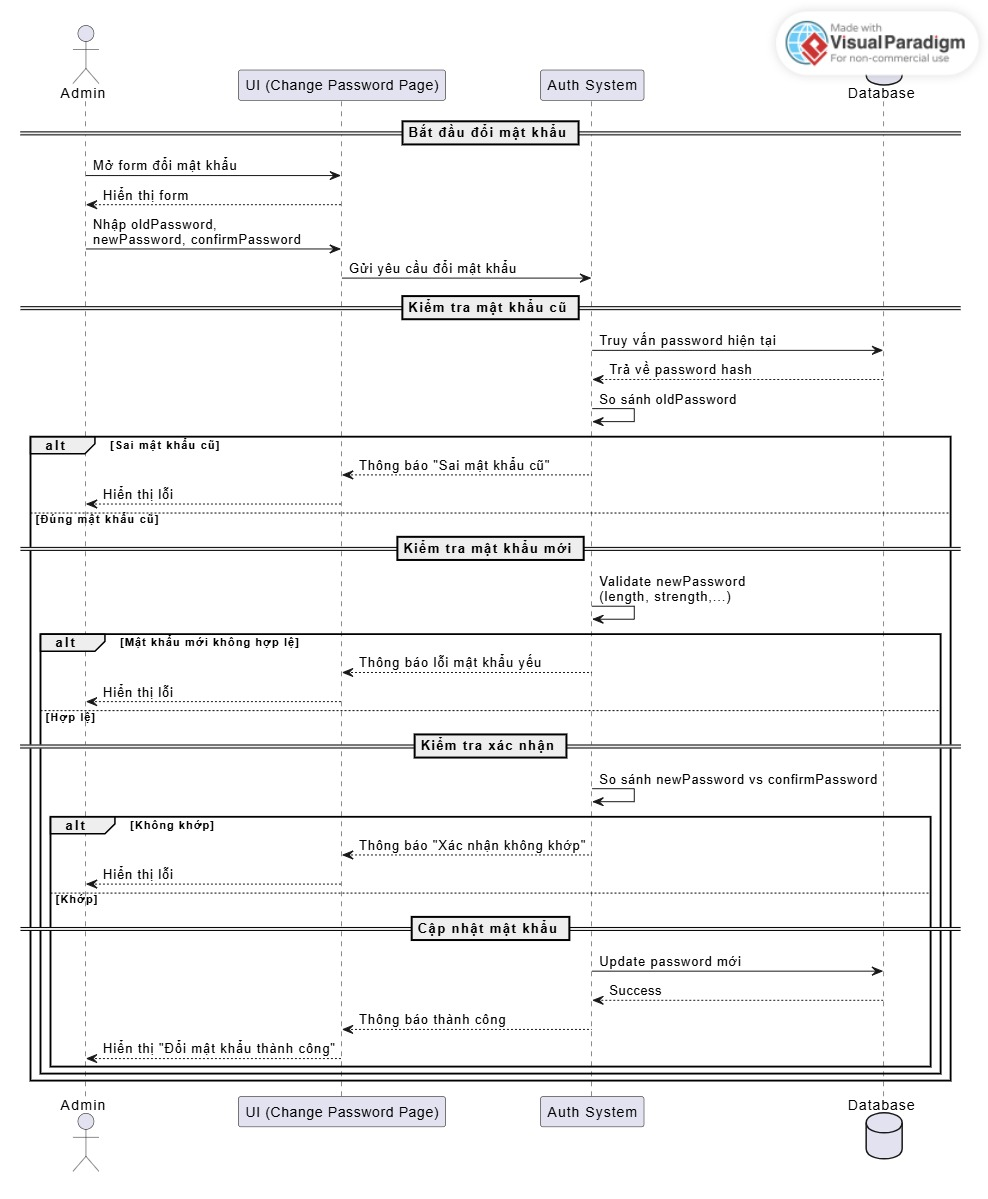 Made with
VisualParadigm
For non-commercial use
Admin
UI (Change Password Page)
Auth System
Database
Bắt đầu đổi mật khẩu
Mở form đổi mật khẩu
Hiển thị form
Nhập oldPassword,
newPassword, confirmPassword
Gửi yêu cầu đổi mật khẩu
Kiểm tra mật khẩu cũ
Truy vấn password hiện tại
Trả về password hash
So sánh oldPassword
alt
[Sai mật khẩu cũ]
Thông báo "Sai mật khẩu cũ"
Hiển thị lỗi
[Đúng mật khẩu cũ]
Kiểm tra mật khẩu mới
Validate newPassword
(length, strength,...)
alt
[Mật khẩu mới không hợp lệ]
Thông báo lỗi mật khẩu yếu
Hiển thị lỗi
[Hợp lệ]
Kiểm tra xác nhận
So sánh newPassword vs confirmPassword
alt
[Không khớp]
Thông báo "Xác nhận không khớp"
Hiển thị lỗi
[Khớp]
Cập nhật mật khẩu
Update password mới
Success
Thông báo thành công
Hiển thị "Đổi mật khẩu thành công"
Admin
UI (Change Password Page)
Auth System
Database